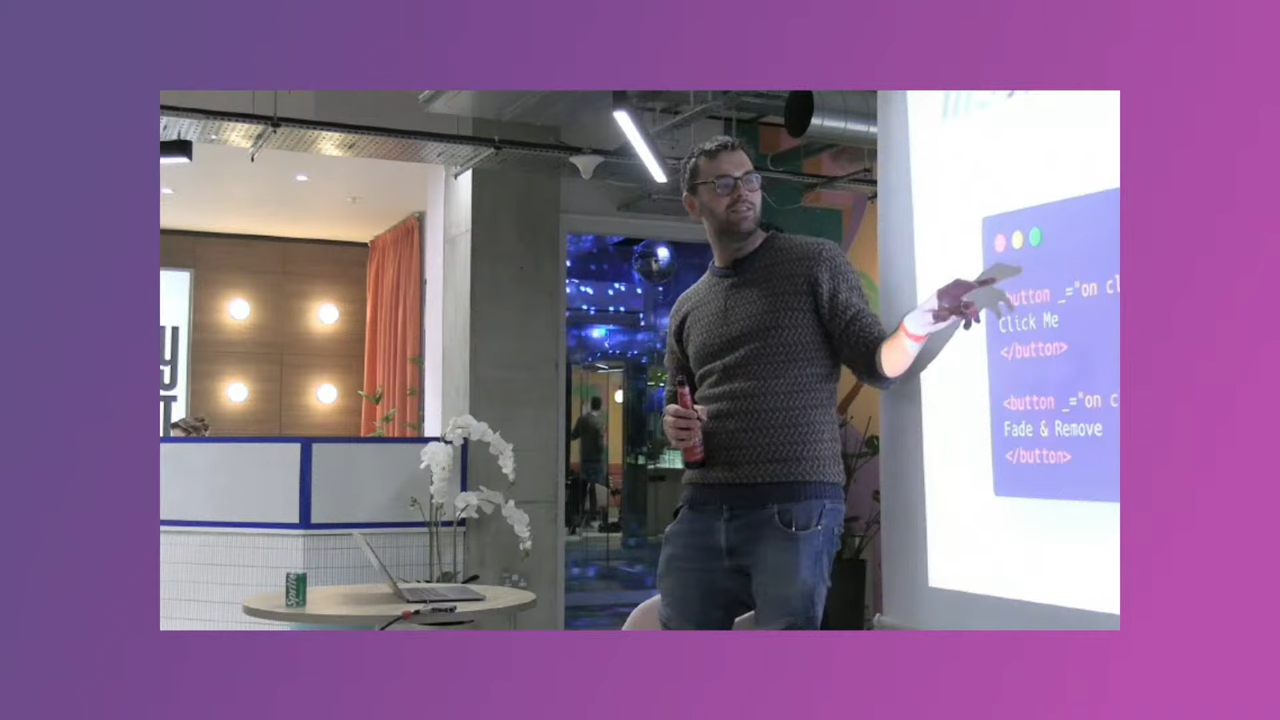 Y
T
Sprite
<button _="on cl
Click Me
</button>
<button _="on c
Fade & Remove
</button>